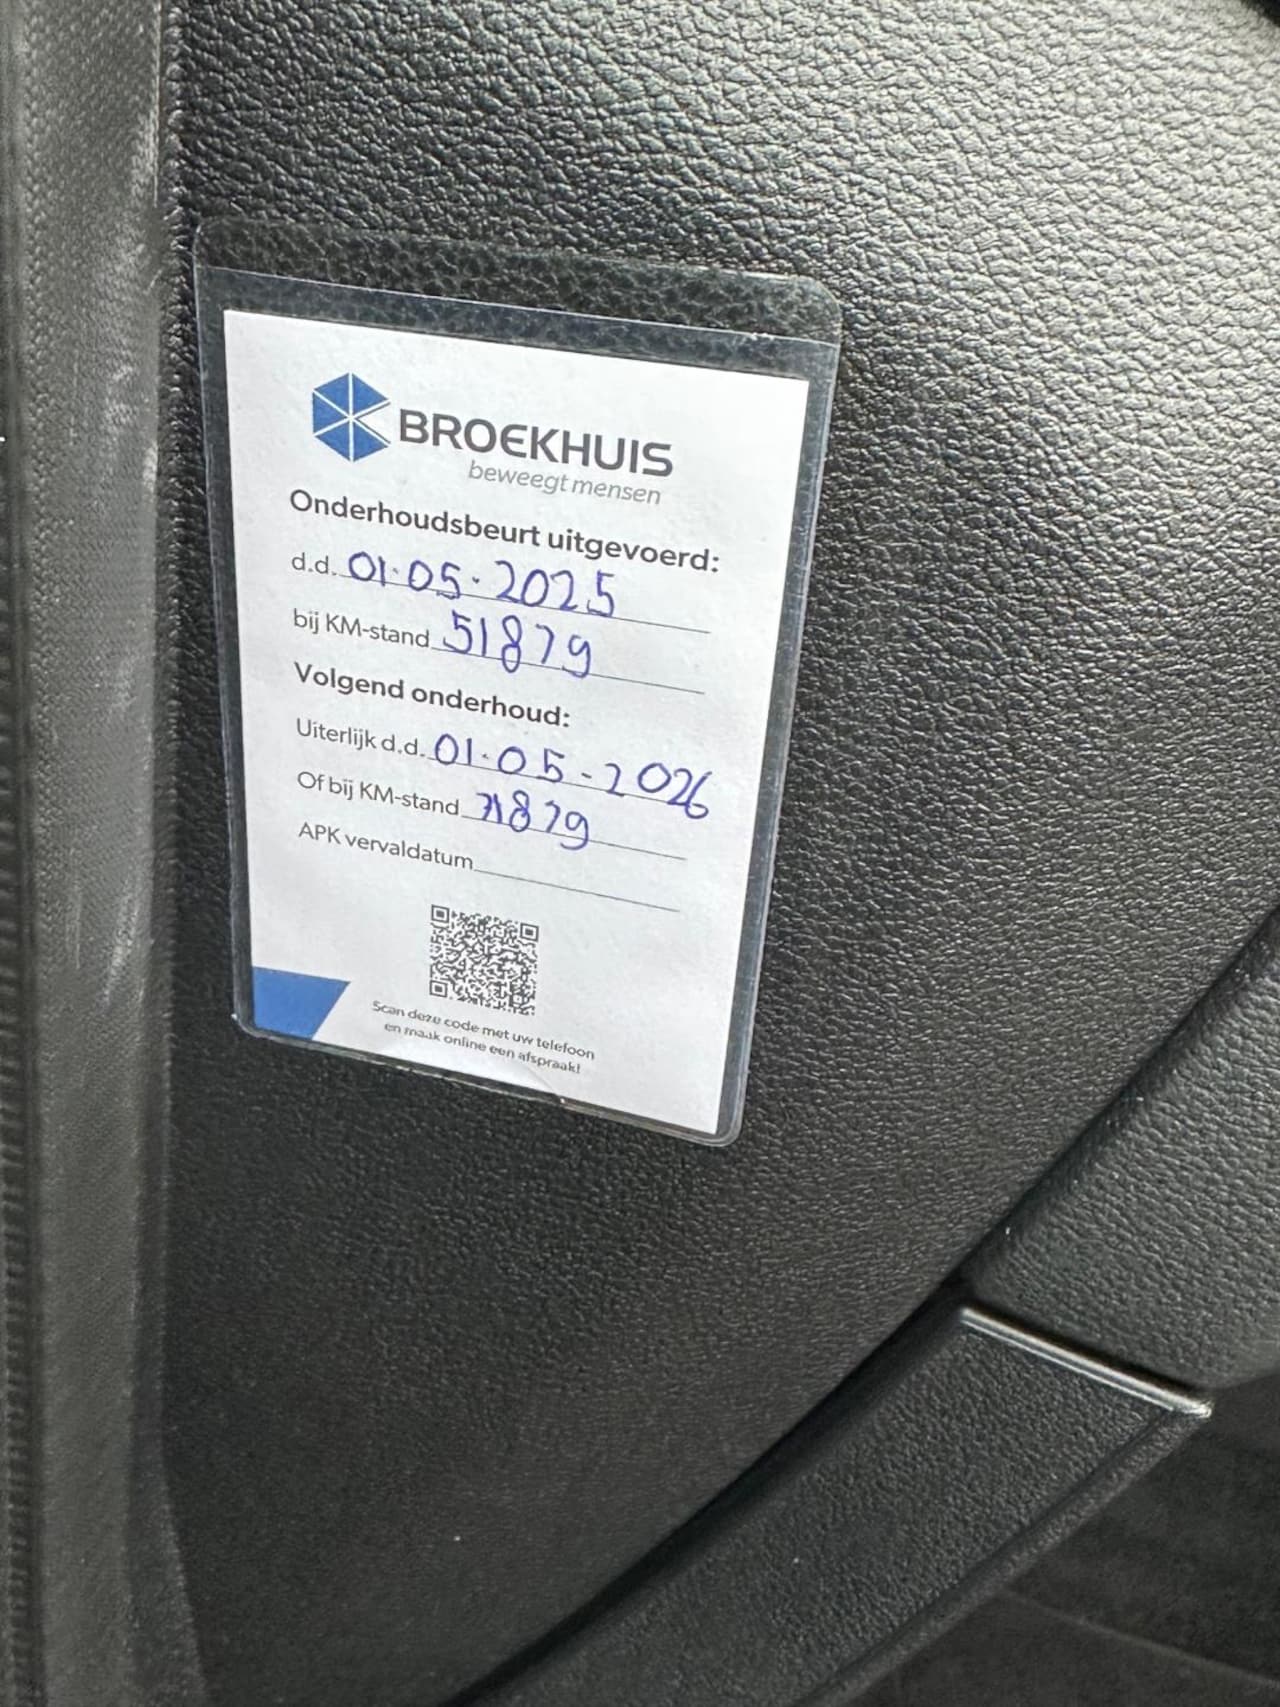 BROEKHUIS
beweegt mensen
Onderhoudsbeurt uitgevoerd:
d.d. 01-05-2025
bij KM-stand 51879
Volgend onderhoud:
Uiterlijk d.d. 01-05-2026
Of bij KM-stand 71879
APK vervaldatum
Scan deze code met uw telefoon
en maak online een afspraak!